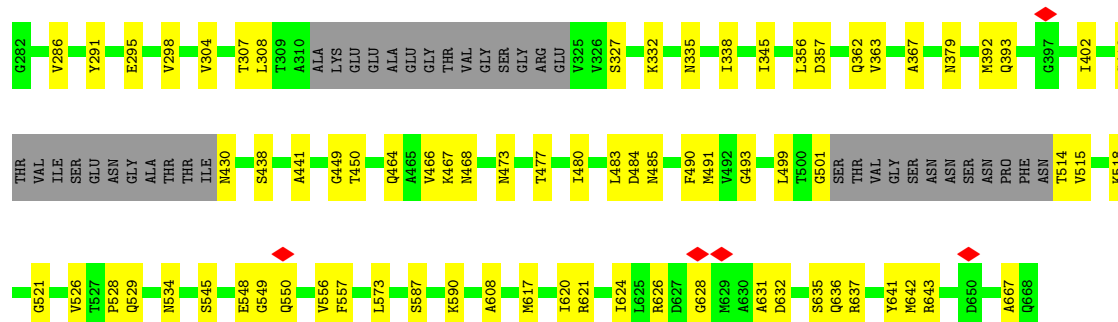 G282 V286 Y291 E295 V298 V304 T307 L308 T309 A310 ALA LYS GLU GLU ALA GLU GLY THR VAL GLY SER GLY ARG GLU V325 V326 S327 K332 N335 I338 I345 L356 D357 Q362 V363 A367 N379 M392 Q393 G397 I402
THR VAL ILE SER GLU ASN GLY ALA THR THR ILE N430 S438 A441 G449 T450 Q464 A465 V466 K467 N468 N473 T477 I480 L483 D484 N485 F490 M491 V492 G493 L499 T500 G501 SER THR VAL GLY SER ASN ASN SER ASN PRO PHE ASN T514 V515 K518
G521 V526 T527 P528 Q529 N534 S545 E548 G549 Q550 V556 F557 L573 S587 K590 A608 M617 I620 R621 I624 L625 R626 D627 G628 M629 A630 A631 D632 S635 Q636 R637 Y641 M642 R643 D650 A667 Q668